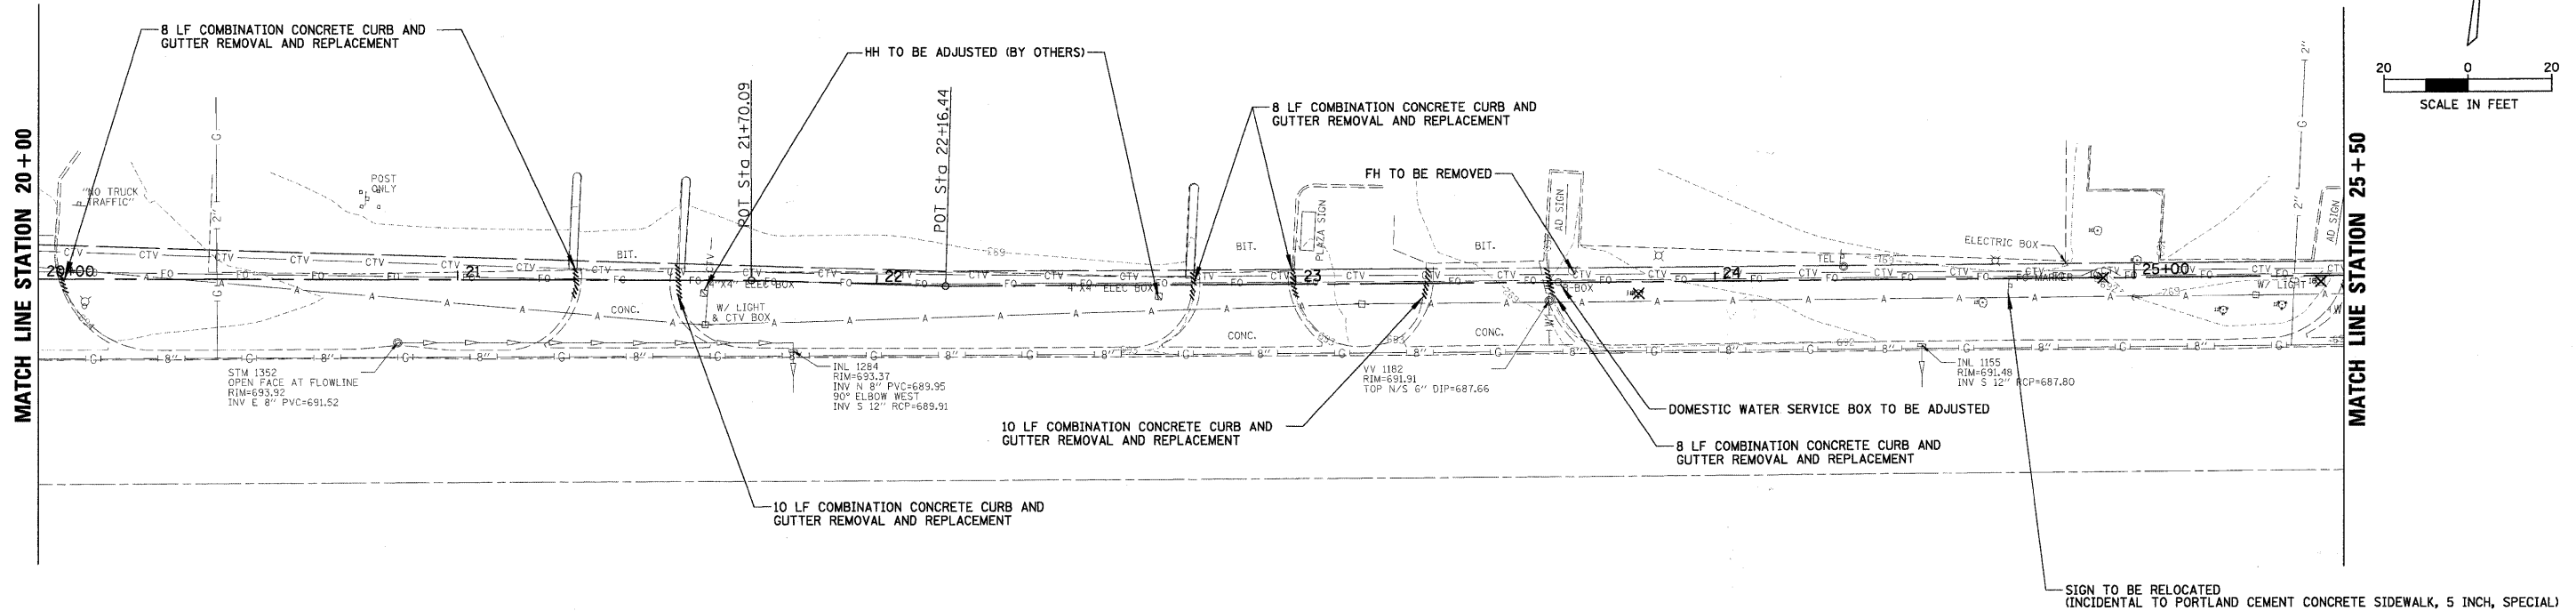 8 LF COMBINATION CONCRETE CURB AND
GUTTER REMOVAL AND REPLACEMENT
HH TO BE ADJUSTED (BY OTHERS)
8 LF COMBINATION CONCRETE CURB AND
GUTTER REMOVAL AND REPLACEMENT
FH TO BE REMOVED
20 0 20
SCALE IN FEET
MATCH LINE STATION 20+00
MATCH LINE STATION 25+50
"NO TRUCK
TRAFFIC"
POST
ONLY
POT Sta 21+70.09
POT Sta 22+16.44
PLAZA SIGN
AD SIGN
AD SIGN
ELECTRIC BOX
TEL
BIT.
BIT.
BIT.
20+00
21
22
23
24
25+00
4'X4' ELEC BOX
4'X4' ELEC BOX
B-BOX
FO MARKER
W/ LIGHT
W/ LIGHT
& CTV BOX
CONC.
CONC.
CONC.
STM 1352
OPEN FACE AT FLOWLINE
RIM=693.92
INV E 8" PVC=691.52
INL 1284
RIM=693.37
INV N 8" PVC=689.95
90° ELBOW WEST
INV S 12" RCP=689.91
VV 1182
RIM=691.91
TOP N/S 6" DIP=687.66
INL 1155
RIM=691.48
INV S 12" RCP=687.80
DOMESTIC WATER SERVICE BOX TO BE ADJUSTED
10 LF COMBINATION CONCRETE CURB AND
GUTTER REMOVAL AND REPLACEMENT
8 LF COMBINATION CONCRETE CURB AND
GUTTER REMOVAL AND REPLACEMENT
10 LF COMBINATION CONCRETE CURB AND
GUTTER REMOVAL AND REPLACEMENT
SIGN TO BE RELOCATED
(INCIDENTAL TO PORTLAND CEMENT CONCRETE SIDEWALK, 5 INCH, SPECIAL)